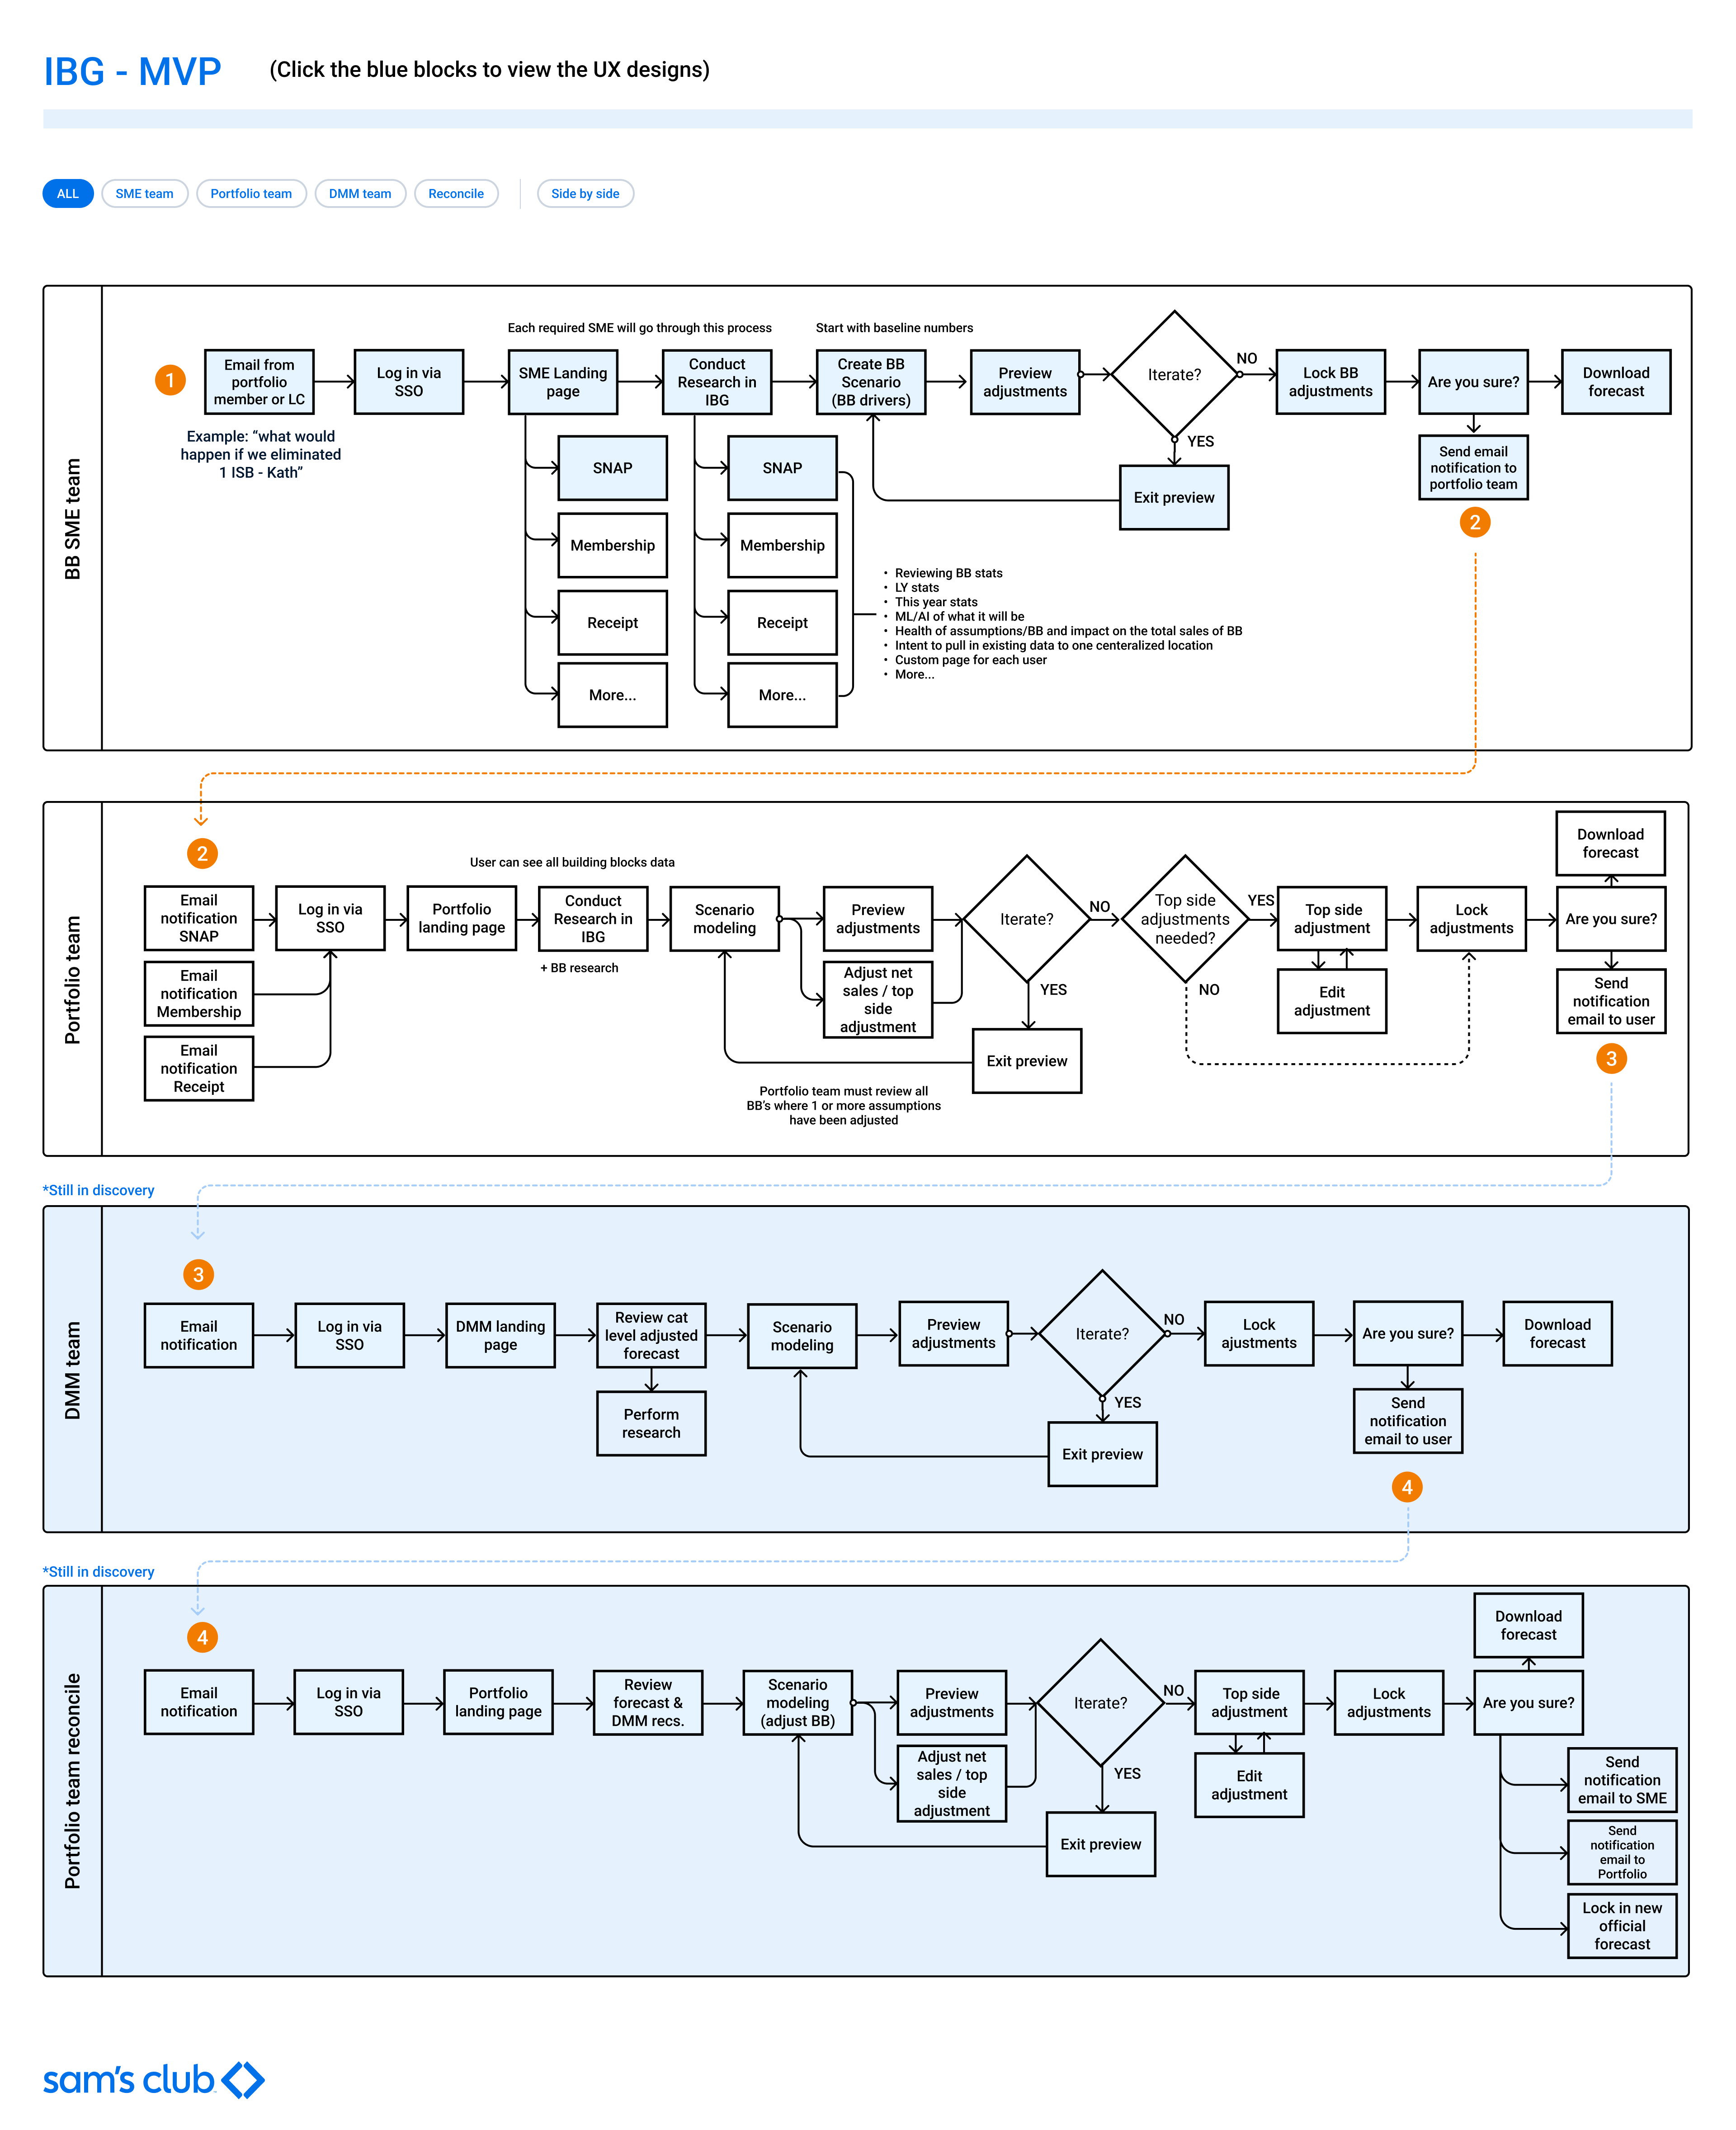 IBG - MVP
(Click the blue blocks to view the UX designs)
ALL
SME team
Portfolio team
DMM team
Reconcile
Side by side
BB SME team
Each required SME will go through this process
Start with baseline numbers
1
Email from
portfolio
member or LC
Log in via
SSO
SME Landing
page
Conduct
Research in
IBG
Create BB
Scenario
(BB drivers)
Preview
adjustments
Iterate?
NO
Lock BB
adjustments
Are you sure?
Download
forecast
Example: “what would
happen if we eliminated
1 ISB - Kath”
YES
Exit preview
Send email
notification to
portfolio team
2
SNAP
Membership
Receipt
More...
SNAP
Membership
Receipt
More...
• Reviewing BB stats
• LY stats
• This year stats
• ML/AI of what it will be
• Health of assumptions/BB and impact on the total sales of BB
• Intent to pull in existing data to one centeralized location
• Custom page for each user
• More...
Portfolio team
2
User can see all building blocks data
Email
notification
SNAP
Email
notification
Membership
Email
notification
Receipt
Log in via
SSO
Portfolio
landing page
Conduct
Research in
IBG
+ BB research
Scenario
modeling
Preview
adjustments
Adjust net
sales / top
side
adjustment
Iterate?
NO
YES
Exit preview
Portfolio team must review all
BB’s where 1 or more assumptions
have been adjusted
Top side
adjustments
needed?
YES
NO
Top side
adjustment
Edit
adjustment
Lock
adjustments
Download
forecast
Are you sure?
Send
notification
email to user
3
*Still in discovery
DMM team
3
Email
notification
Log in via
SSO
DMM landing
page
Review cat
level adjusted
forecast
Perform
research
Scenario
modeling
Preview
adjustments
Iterate?
NO
YES
Exit preview
Lock
ajustments
Are you sure?
Download
forecast
Send
notification
email to user
4
*Still in discovery
Portfolio team reconcile
4
Email
notification
Log in via
SSO
Portfolio
landing page
Review
forecast &
DMM recs.
Scenario
modeling
(adjust BB)
Preview
adjustments
Adjust net
sales / top
side
adjustment
Iterate?
NO
YES
Exit preview
Top side
adjustment
Edit
adjustment
Lock
adjustments
Download
forecast
Are you sure?
Send
notification
email to SME
Send
notification
email to
Portfolio
Lock in new
official
forecast
sam's club